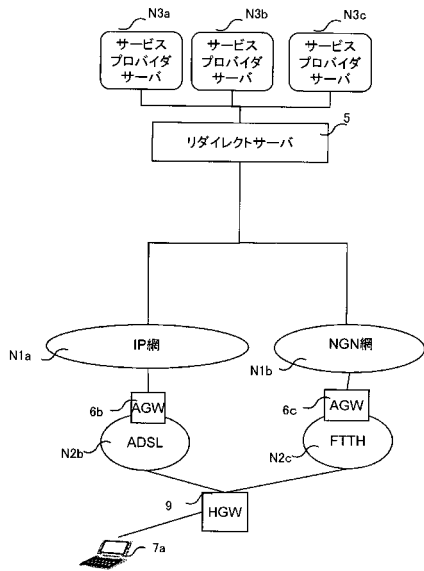 N3a
N3b
N3c
サービス
プロバイダ
サーバ
サービス
プロバイダ
サーバ
サービス
プロバイダ
サーバ
5
リダイレクトサーバ
IP網
NGN網
N1a
N1b
6b
AGW
6c
AGW
N2b
ADSL
N2c
FTTH
9
HGW
7a